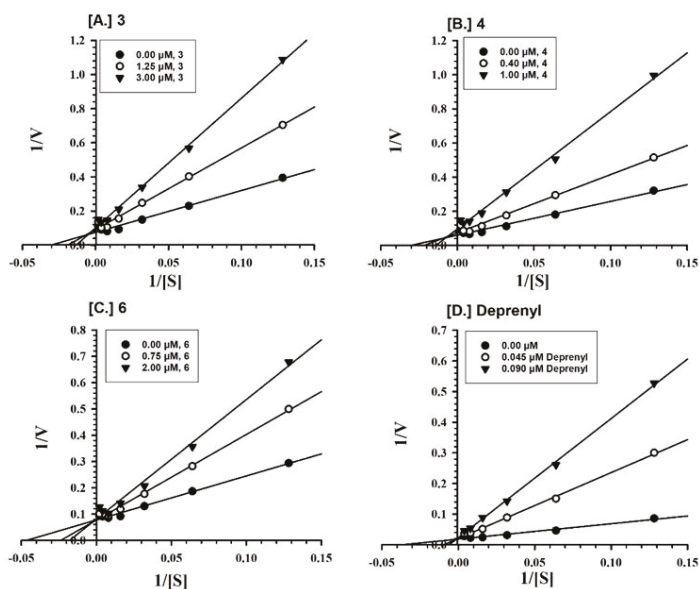 [A.] 3
0.00 µM, 3
1.25 µM, 3
3.00 µM, 3
1.2
1.0
0.8
0.6
0.4
0.2
0.0
1/V
-0.05 0.00 0.05 0.10 0.15
1/[S]
[B.] 4
0.00 µM, 4
0.40 µM, 4
1.00 µM, 4
1.2
1.0
0.8
0.6
0.4
0.2
0.0
1/V
-0.05 0.00 0.05 0.10 0.15
1/[S]
[C.] 6
0.00 µM, 6
0.75 µM, 6
2.00 µM, 6
0.8
0.7
0.6
0.5
0.4
0.3
0.2
0.1
0.0
1/V
-0.05 0.00 0.05 0.10 0.15
1/[S]
[D.] Deprenyl
0.00 µM
0.045 µM Deprenyl
0.090 µM Deprenyl
0.7
0.6
0.5
0.4
0.3
0.2
0.1
0.0
1/V
-0.05 0.00 0.05 0.10 0.15
1/[S]